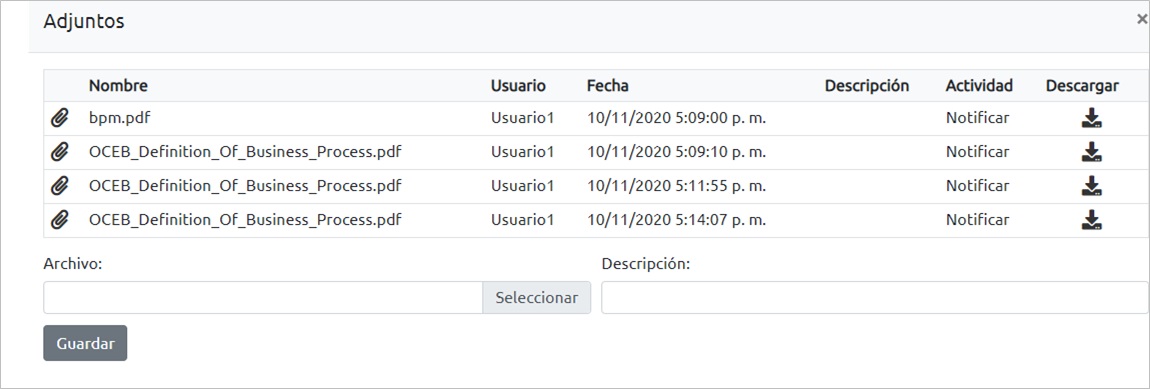 Adjuntos ×
Nombre Usuario Fecha Descripción Actividad Descargar
bpm.pdf Usuario1 10/11/2020 5:09:00 p. m. Notificar
OCEB_Definition_Of_Business_Process.pdf Usuario1 10/11/2020 5:09:10 p. m. Notificar
OCEB_Definition_Of_Business_Process.pdf Usuario1 10/11/2020 5:11:55 p. m. Notificar
OCEB_Definition_Of_Business_Process.pdf Usuario1 10/11/2020 5:14:07 p. m. Notificar
Archivo: Descripción:
Seleccionar
Guardar